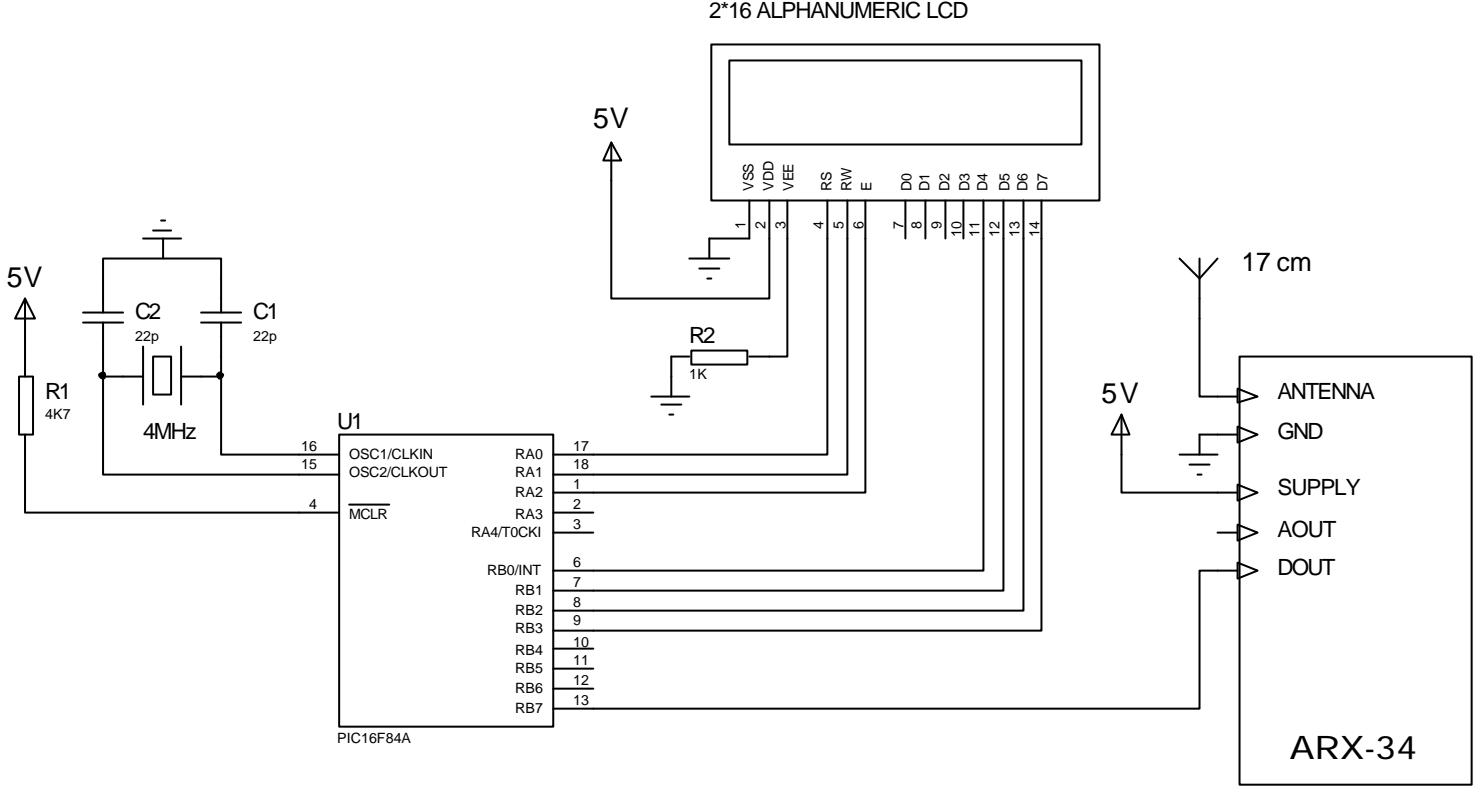 2*16 ALPHANUMERIC LCD
5V
VSS VDD VEE RS RW E D0 D1 D2 D3 D4 D5 D6 D7
1 2 3 4 5 6 7 8 9 10 11 12 13 14
17 cm
5V
C2
22p
C1
22p
R2
1K
R1
4K7
4MHz
5V
ANTENNA
GND
SUPPLY
AOUT
DOUT
ARX-34
U1
16 OSC1/CLKIN RA0 17
15 OSC2/CLKOUT RA1 18
RA2 1
4 MCLR RA3 2
RA4/T0CKI 3
RB0/INT 6
RB1 7
RB2 8
RB3 9
RB4 10
RB5 11
RB6 12
RB7 13
PIC16F84A